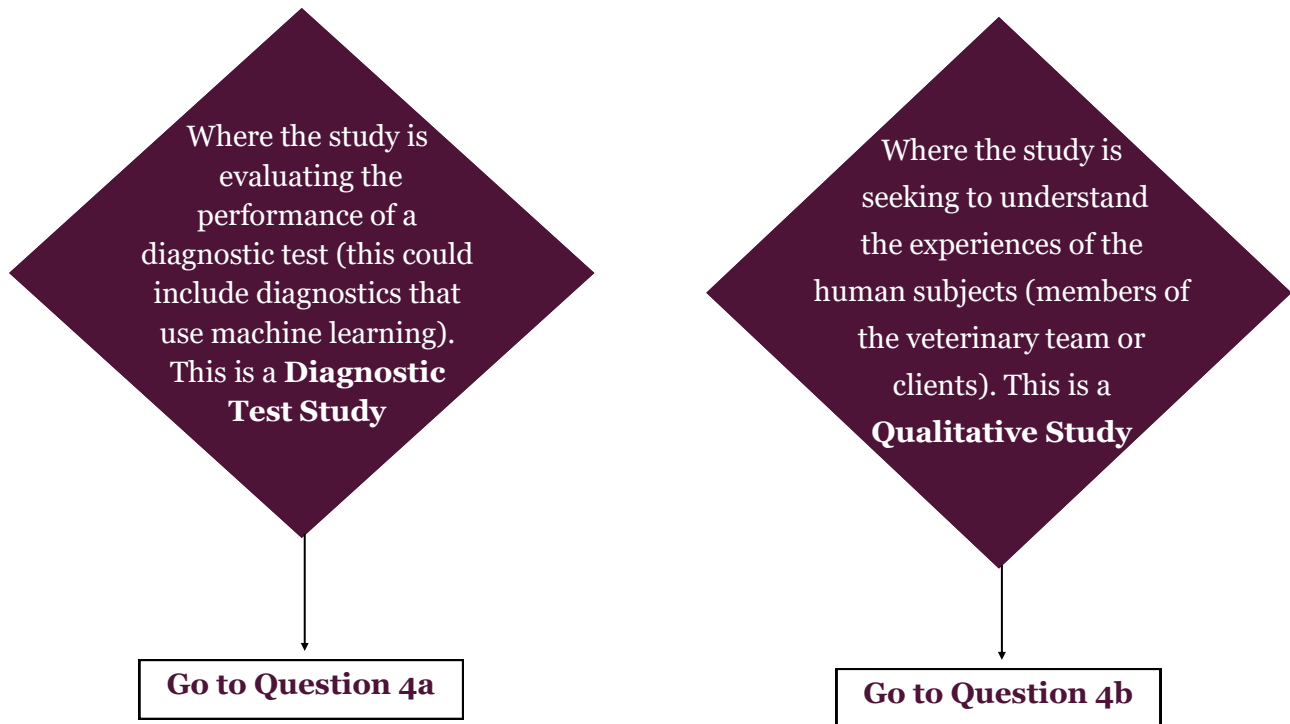 Where the study is
evaluating the
performance of a
diagnostic test (this could
include diagnostics that
use machine learning).
This is a Diagnostic
Test Study
Go to Question 4a
Where the study is
seeking to understand
the experiences of the
human subjects (members of
the veterinary team or
clients). This is a
Qualitative Study
Go to Question 4b